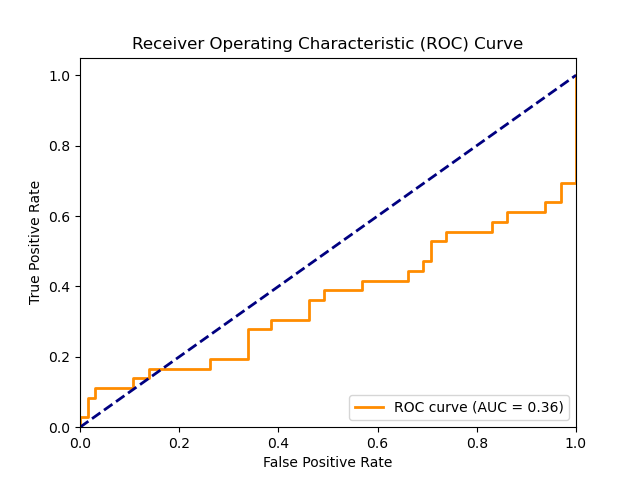 Receiver Operating Characteristic (ROC) Curve
True Positive Rate
1.0
0.8
0.6
0.4
0.2
0.0
0.0 0.2 0.4 0.6 0.8 1.0
False Positive Rate
ROC curve (AUC = 0.36)